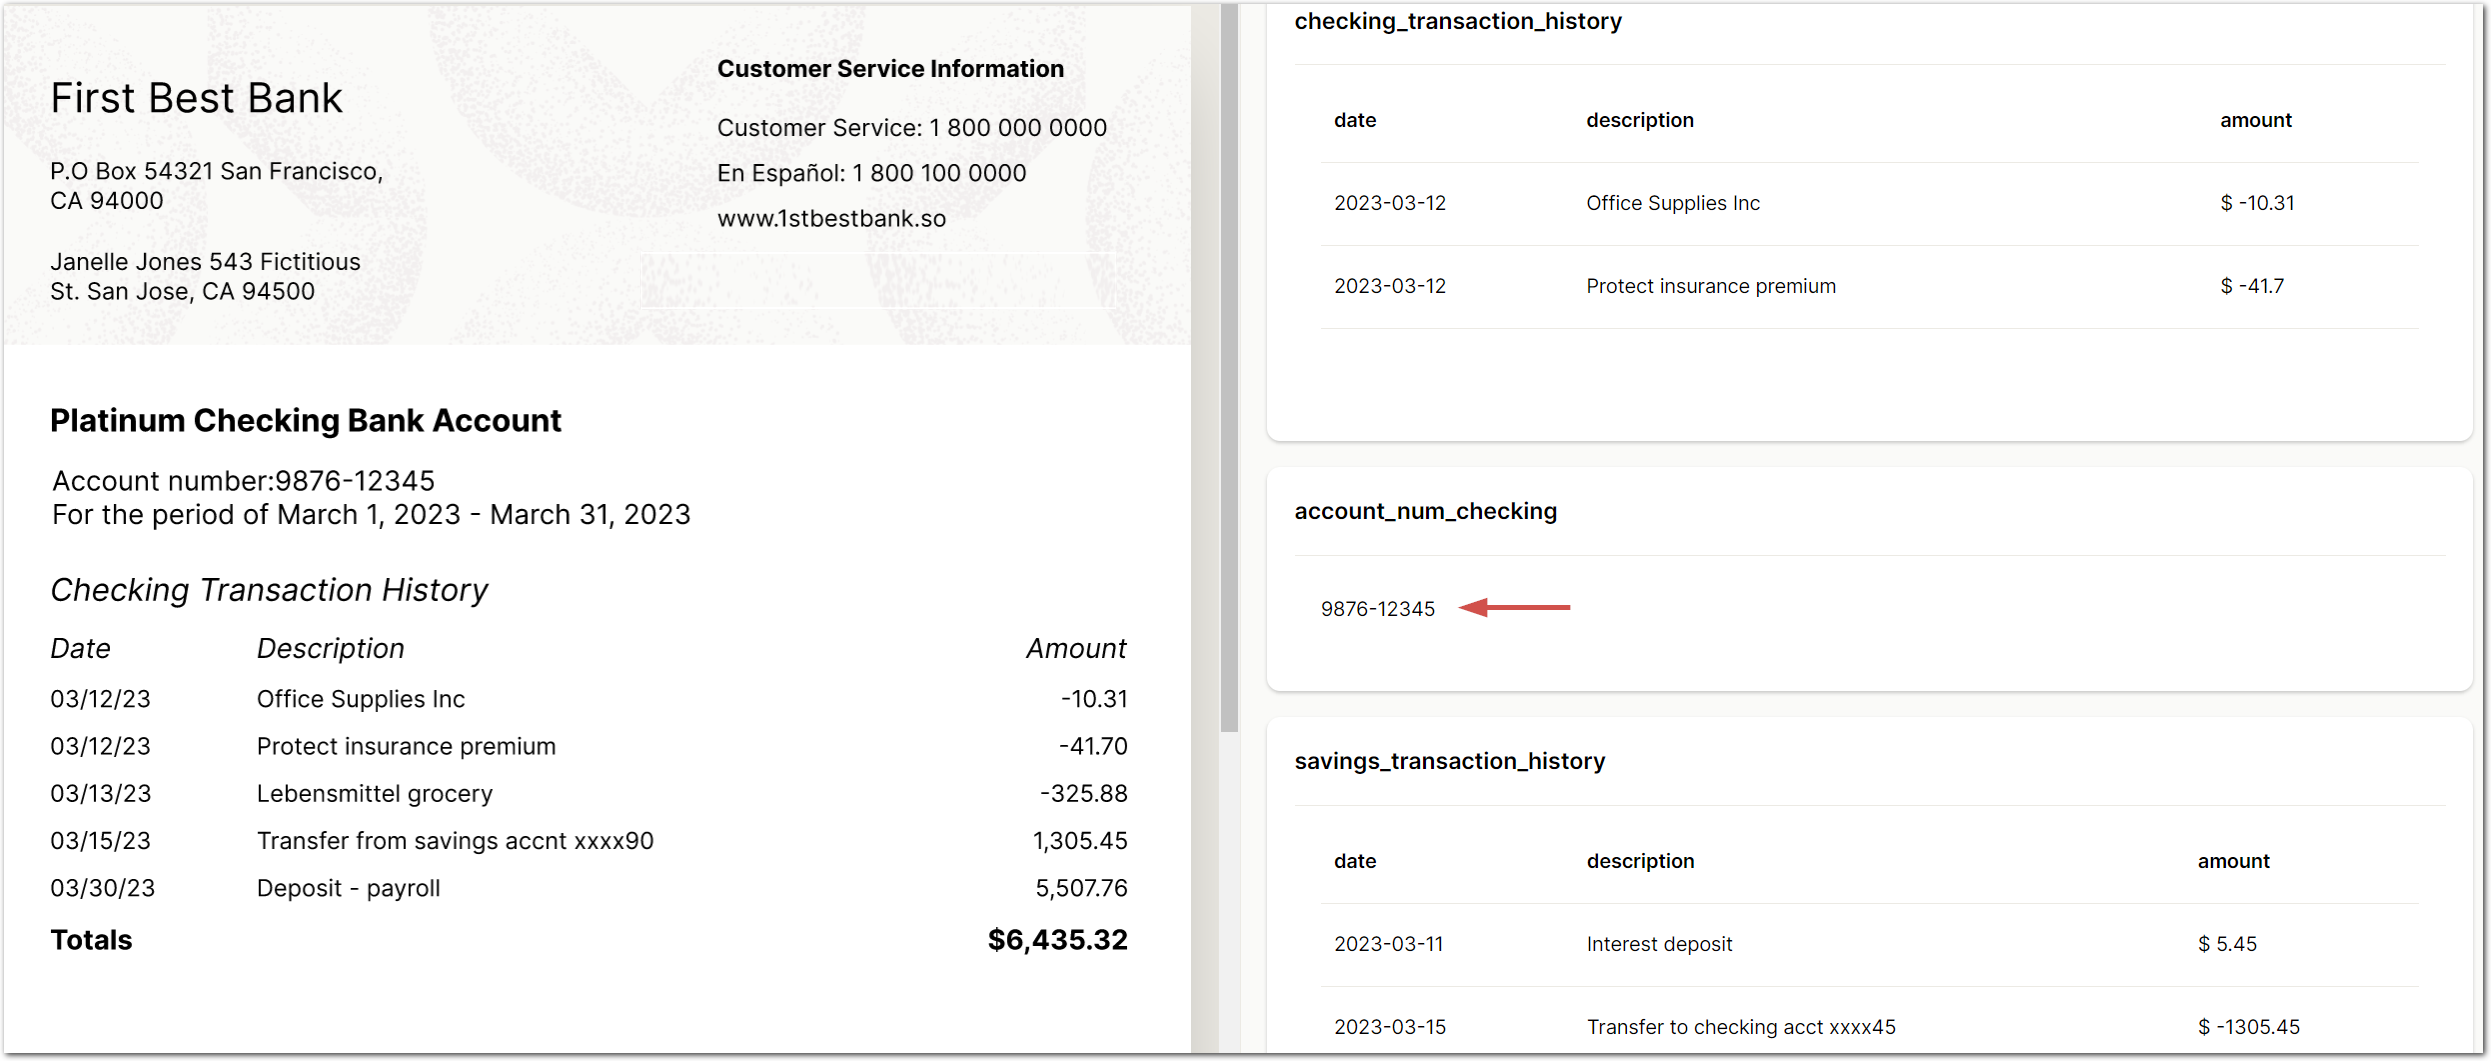 First Best Bank
P.O Box 54321 San Francisco,
CA 94000
Janelle Jones 543 Fictitious
St. San Jose, CA 94500
Customer Service Information
Customer Service: 1 800 000 0000
En Español: 1 800 100 0000
www.1stbestbank.so
Platinum Checking Bank Account
Account number:9876-12345
For the period of March 1, 2023 - March 31, 2023
Checking Transaction History
Date Description Amount
03/12/23 Office Supplies Inc -10.31
03/12/23 Protect insurance premium -41.70
03/13/23 Lebensmittel grocery -325.88
03/15/23 Transfer from savings accnt xxxx90 1,305.45
03/30/23 Deposit - payroll 5,507.76
Totals $6,435.32
checking_transaction_history
date description amount
2023-03-12 Office Supplies Inc $ -10.31
2023-03-12 Protect insurance premium $ -41.7
account_num_checking
9876-12345
savings_transaction_history
date description amount
2023-03-11 Interest deposit $ 5.45
2023-03-15 Transfer to checking acct xxxx45 $ -1305.45